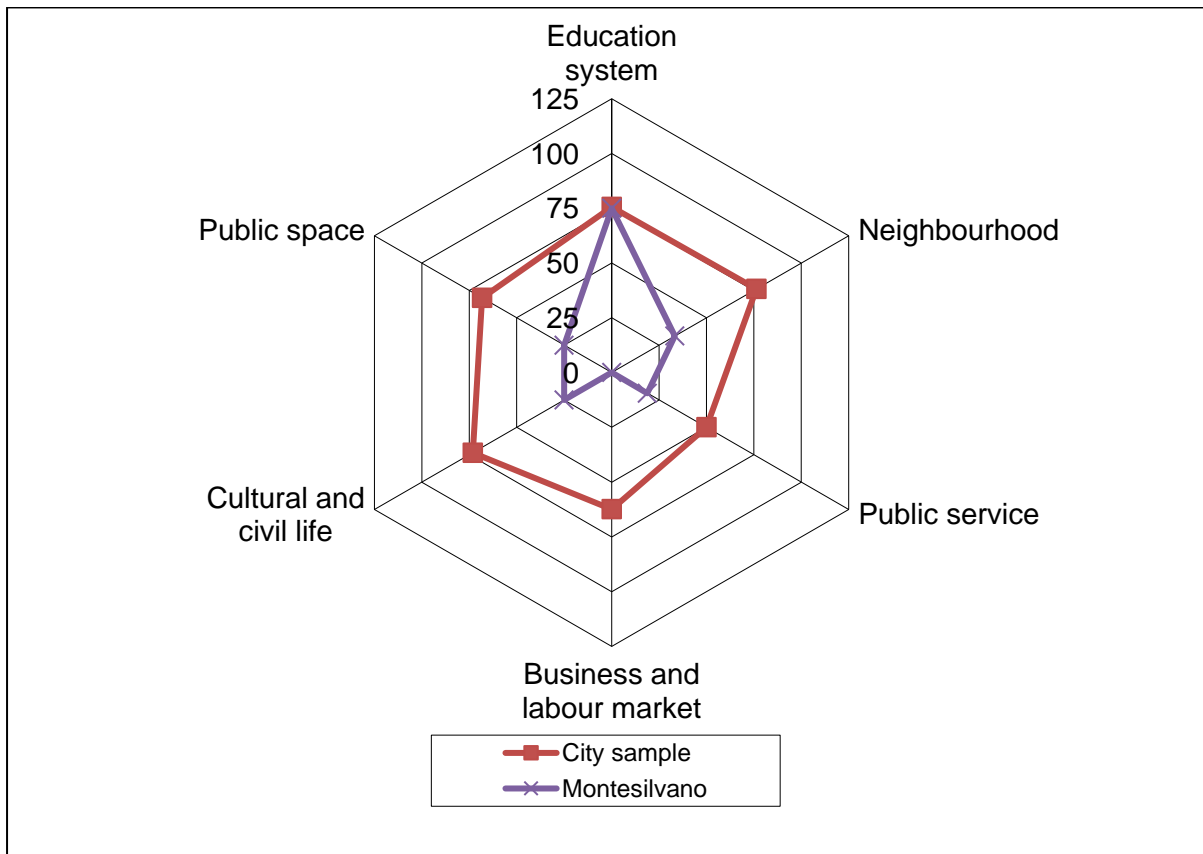 Education
system
125
100
75
50
25
0
Public space
Neighbourhood
Cultural and
civil life
Public service
Business and
labour market
City sample
Montesilvano